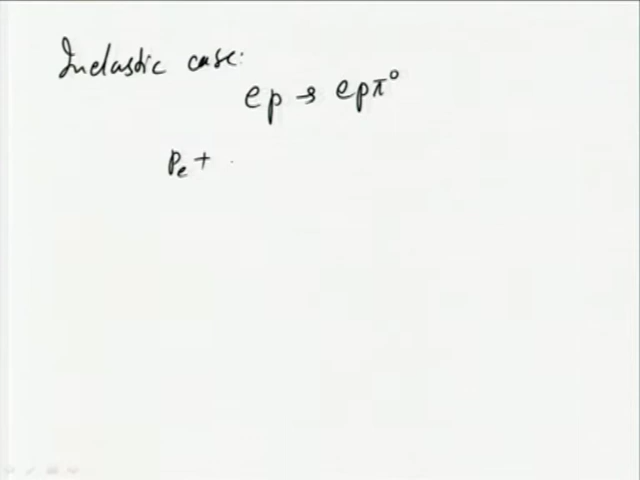 Inelastic case:
ep → epπ⁰
Pe +